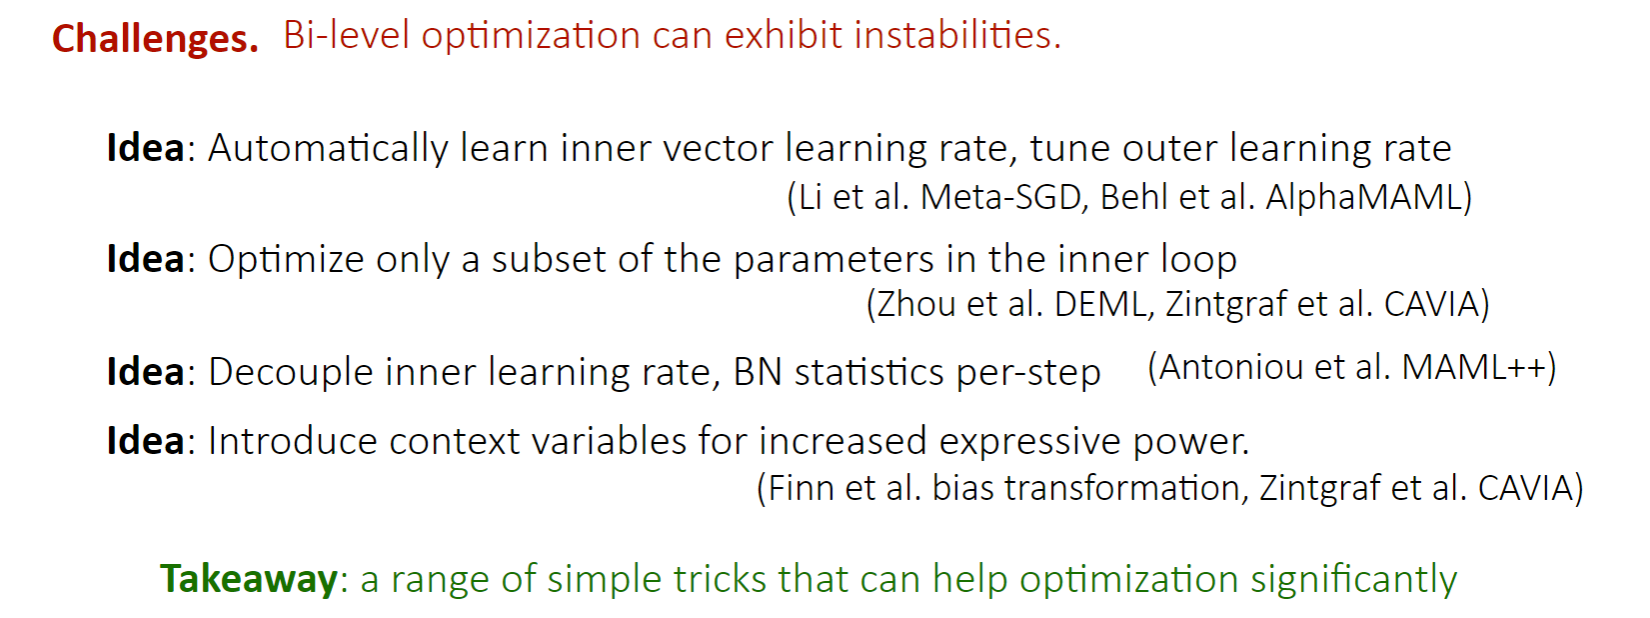 Challenges. Bi-level optimization can exhibit instabilities.
Idea: Automatically learn inner vector learning rate, tune outer learning rate
(Li et al. Meta-SGD, Behl et al. AlphaMAML)
Idea: Optimize only a subset of the parameters in the inner loop
(Zhou et al. DEML, Zintgraf et al. CAVIA)
Idea: Decouple inner learning rate, BN statistics per-step (Antoniou et al. MAML++)
Idea: Introduce context variables for increased expressive power.
(Finn et al. bias transformation, Zintgraf et al. CAVIA)
Takeaway: a range of simple tricks that can help optimization significantly